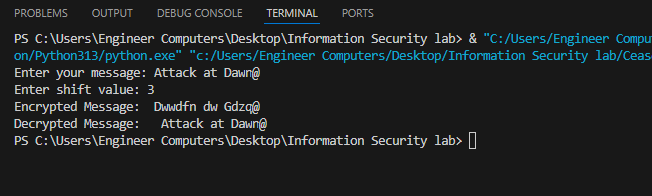 PROBLEMS OUTPUT DEBUG CONSOLE TERMINAL PORTS
PS C:\Users\Engineer Computers\Desktop\Information Security lab> & "C:/Users/Engineer Compu
on/Python313/python.exe" "c:/Users/Engineer Computers/Desktop/Information Security lab/Ceas
Enter your message: Attack at Dawn@
Enter shift value: 3
Encrypted Message:  Dwwdfn dw Gdzq@
Decrypted Message:   Attack at Dawn@
PS C:\Users\Engineer Computers\Desktop\Information Security lab>